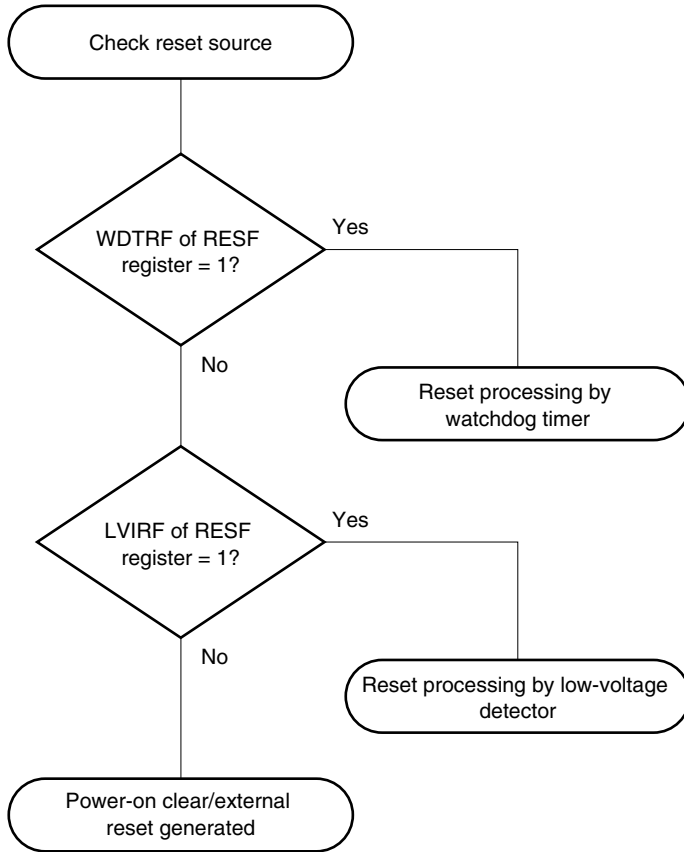 Check reset source
WDTRF of RESF
register = 1?
Yes
No
Reset processing by
watchdog timer
LVIRF of RESF
register = 1?
Yes
No
Reset processing by low-voltage
detector
Power-on clear/external
reset generated